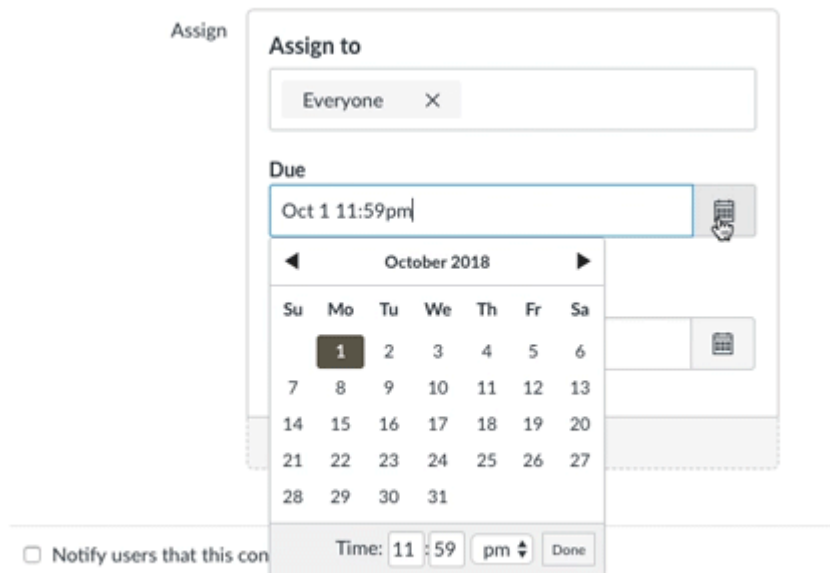 Assign
Assign to
Everyone ×
Due
Oct 1 11:59pm
October 2018
Su Mo Tu We Th Fr Sa
1 2 3 4 5 6
7 8 9 10 11 12 13
14 15 16 17 18 19 20
21 22 23 24 25 26 27
28 29 30 31
Time: 11 : 59 pm Done
Notify users that this con